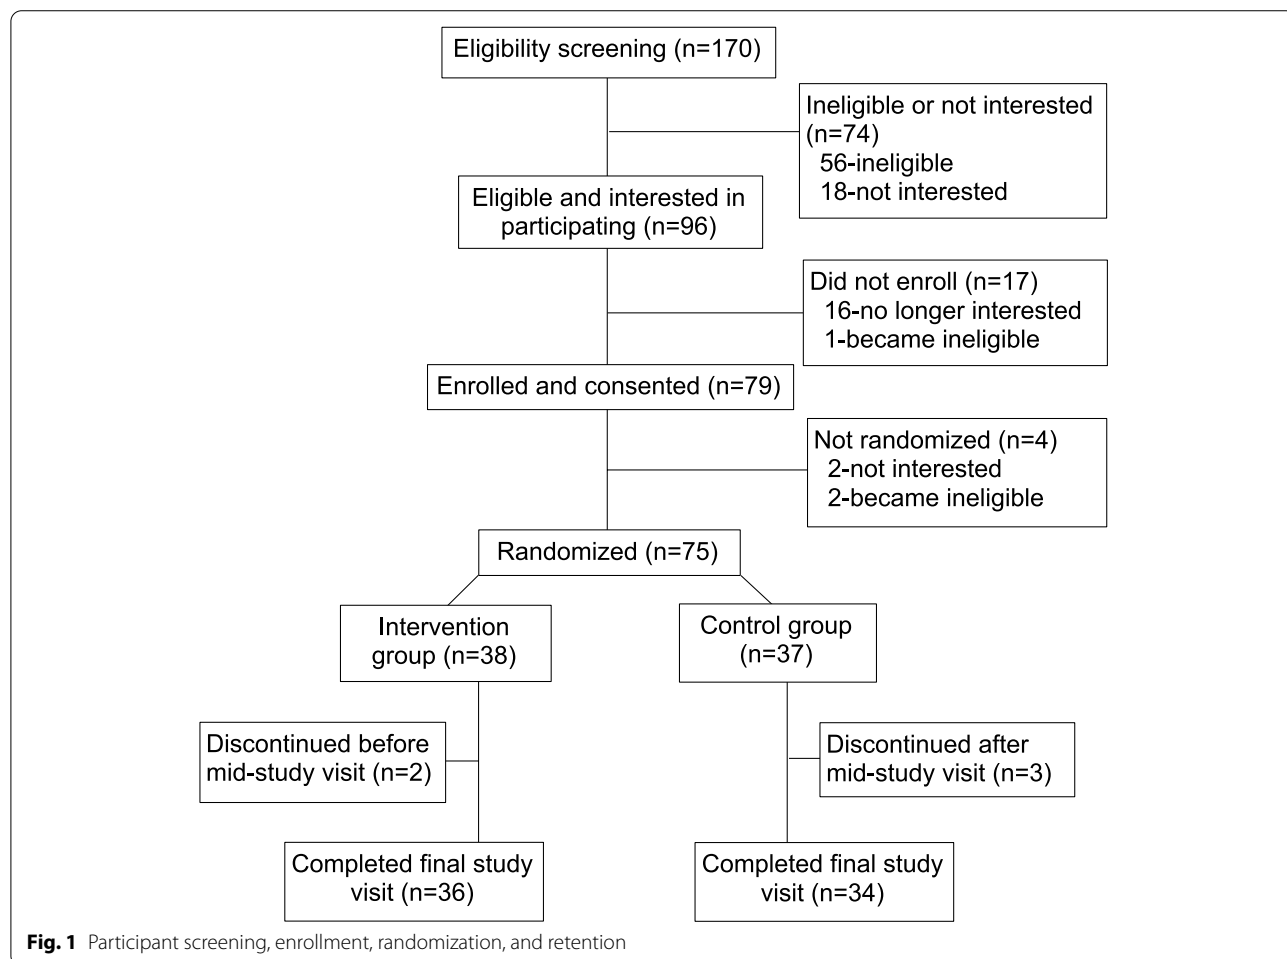 Eligibility screening (n=170)
Ineligible or not interested
(n=74)
56-ineligible
18-not interested
Eligible and interested in
participating (n=96)
Did not enroll (n=17)
16-no longer interested
1-became ineligible
Enrolled and consented (n=79)
Not randomized (n=4)
2-not interested
2-became ineligible
Randomized (n=75)
Intervention
group (n=38)
Control group
(n=37)
Discontinued before
mid-study visit (n=2)
Discontinued after
mid-study visit (n=3)
Completed final study
visit (n=36)
Completed final study
visit (n=34)
Fig. 1 Participant screening, enrollment, randomization, and retention